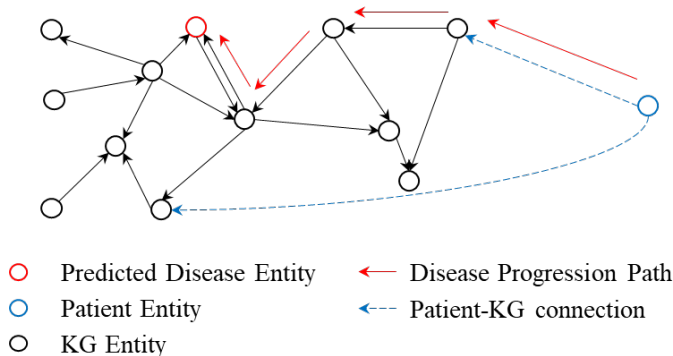 Predicted Disease Entity
Disease Progression Path
Patient Entity
Patient-KG connection
KG Entity